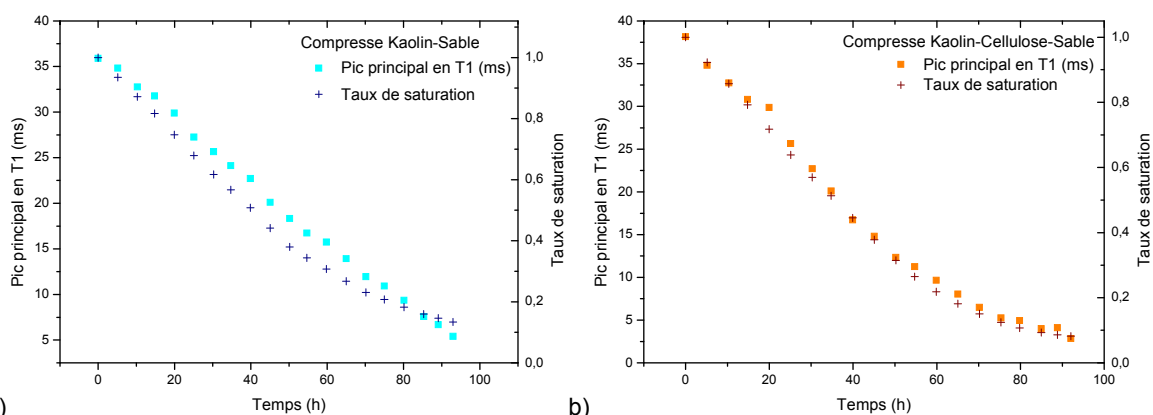 40
35
30
25
20
15
10
5
Pic principal en T1 (ms)
Compresse Kaolin-Sable
Pic principal en T1 (ms)
Taux de saturation
1,0
0,8
0,6
0,4
0,2
0,0
Taux de saturation
0 20 40 60 80 100
Temps (h)
)
40
35
30
25
20
15
10
5
0
Pic principal en T1 (ms)
Compresse Kaolin-Cellulose-Sable
Pic principal en T1 (ms)
Taux de saturation
1,0
0,8
0,6
0,4
0,2
0,0
Taux de saturation
0 20 40 60 80 100
Temps (h)
b)